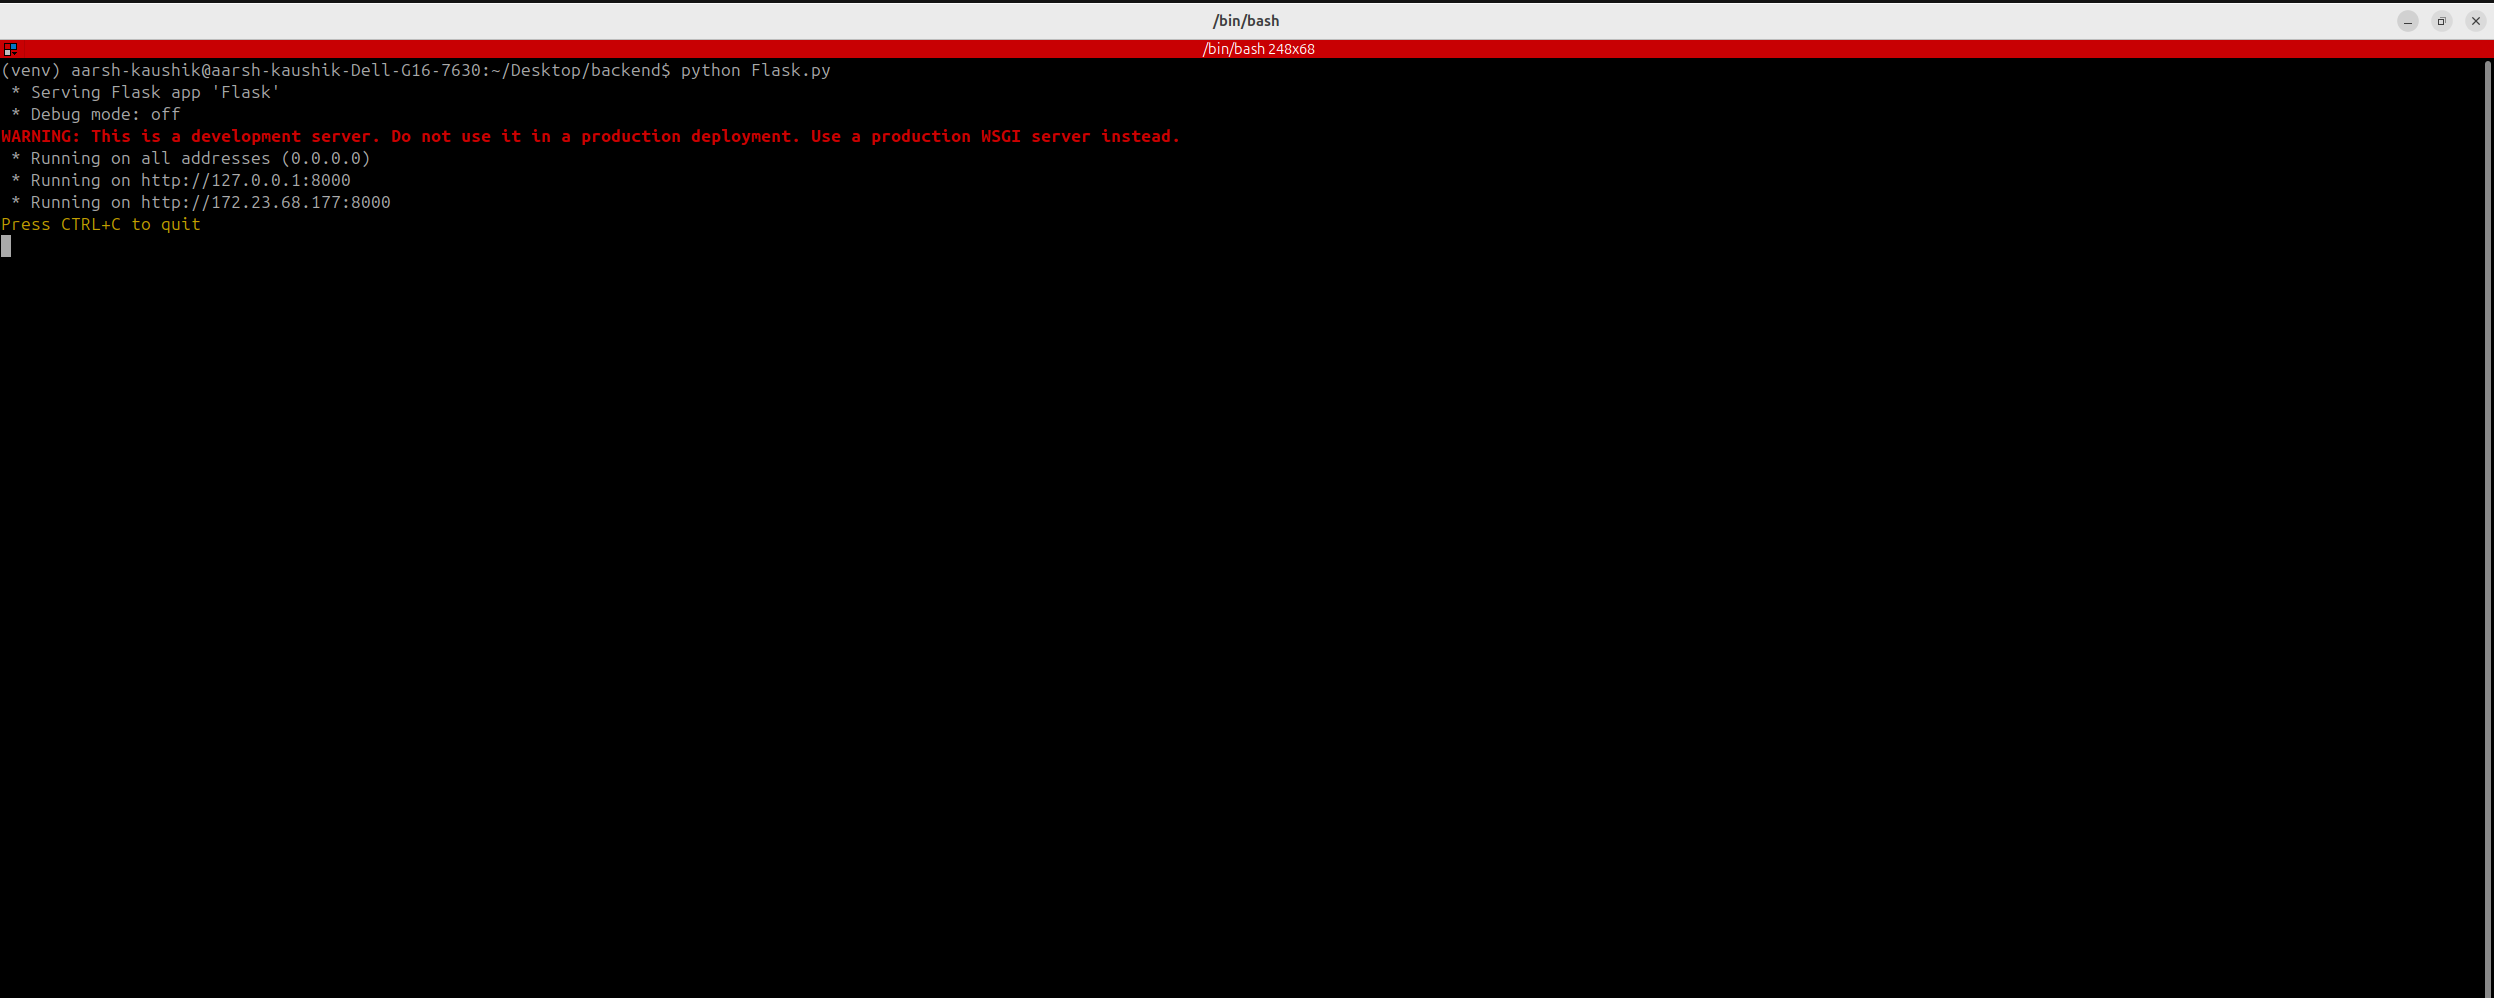 /bin/bash
/bin/bash 248x68
(venv) aarsh-kaushik@aarsh-kaushik-Dell-G16-7630:~/Desktop/backend$ python Flask.py
 * Serving Flask app 'Flask'
 * Debug mode: off
WARNING: This is a development server. Do not use it in a production deployment. Use a production WSGI server instead.
 * Running on all addresses (0.0.0.0)
 * Running on http://127.0.0.1:8000
 * Running on http://172.23.68.177:8000
Press CTRL+C to quit